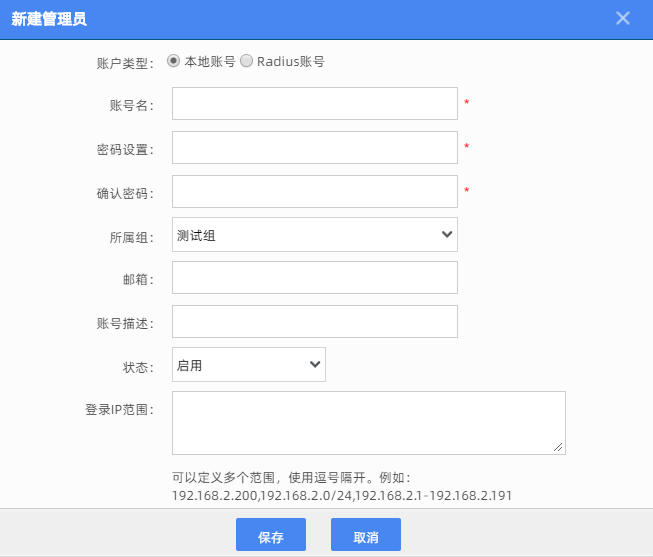 新建管理员
账户类型： 本地账号 Radius账号
账号名： *
密码设置： *
确认密码： *
所属组： 测试组
邮箱：
账号描述：
状态： 启用
登录IP范围：
可以定义多个范围，使用逗号隔开。例如：
192.168.2.200,192.168.2.0/24,192.168.2.1-192.168.2.191
保存 取消